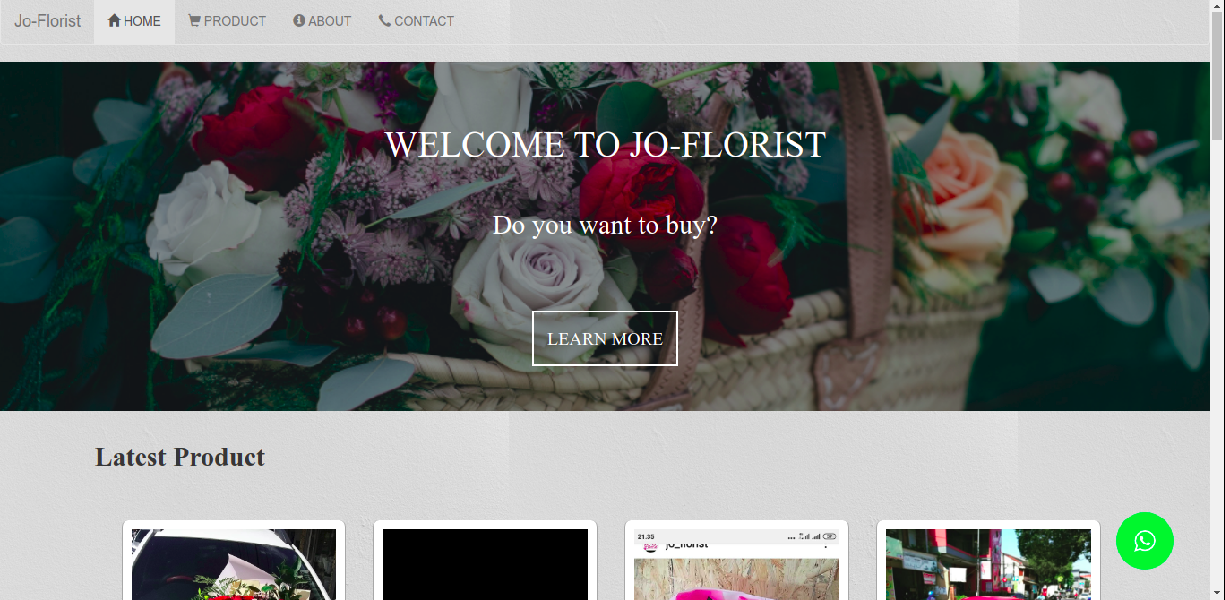 Jo-Florist HOME PRODUCT ABOUT CONTACT
WELCOME TO JO-FLORIST
Do you want to buy?
LEARN MORE
Latest Product
21.35
jo_florist